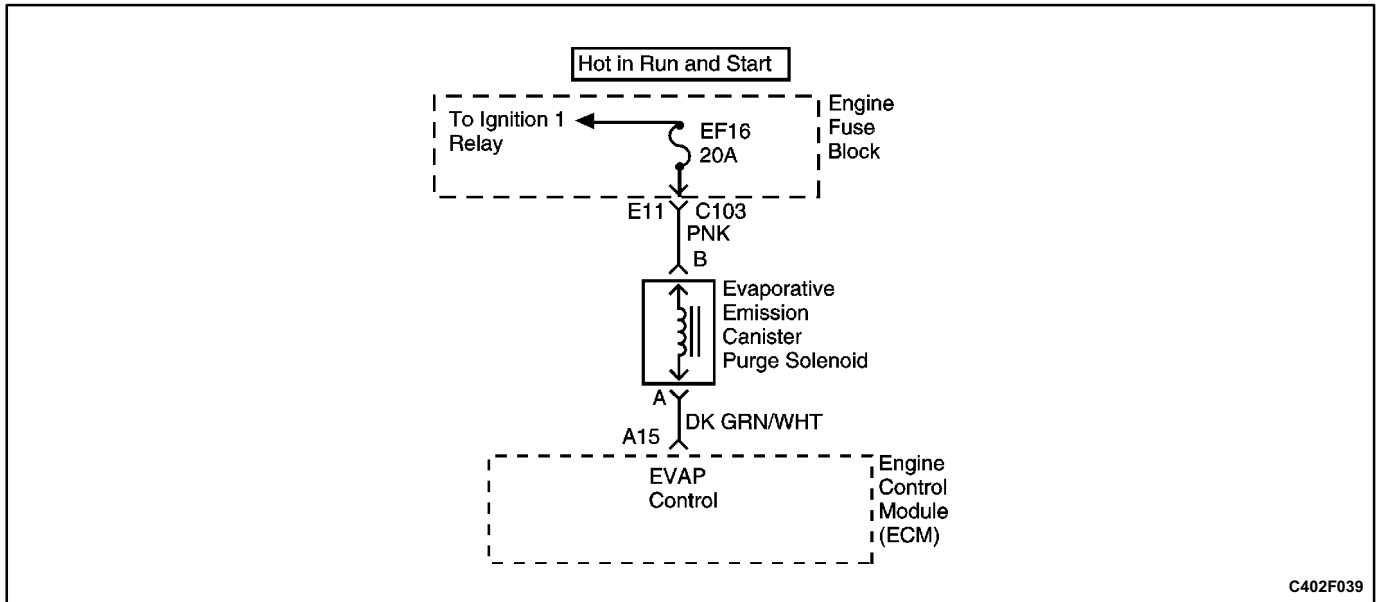 Hot in Run and Start
To Ignition 1
Relay
EF16
20A
Engine
Fuse
Block
E11
C103
PNK
B
Evaporative
Emission
Canister
Purge Solenoid
A
DK GRN/WHT
A15
EVAP
Control
Engine
Control
Module
(ECM)
C402F039